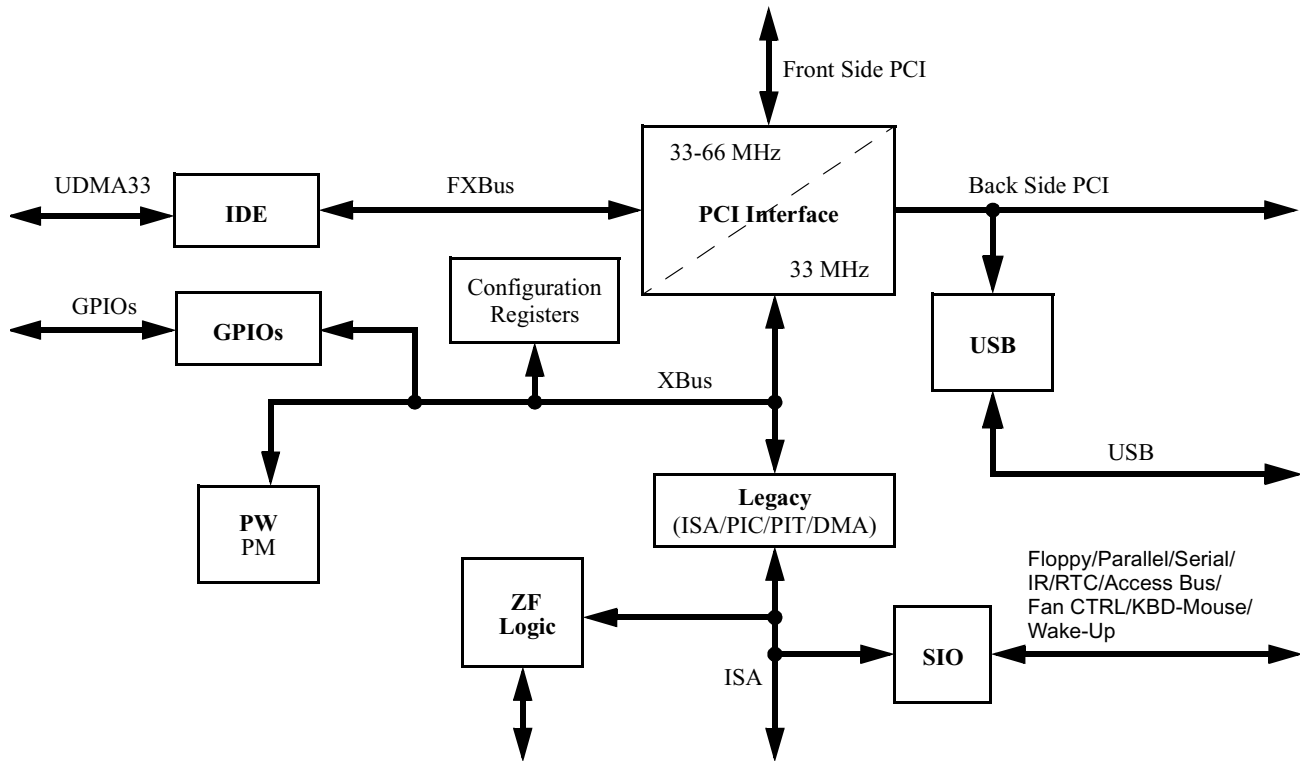 Front Side PCI
33-66 MHz
UDMA33
FXBus
Back Side PCI
IDE
PCI Interface
33 MHz
Configuration
Registers
GPIOs
GPIOs
USB
XBus
USB
Legacy
(ISA/PIC/PIT/DMA)
PW
PM
Floppy/Parallel/Serial/
IR/RTC/Access Bus/
Fan CTRL/KBD-Mouse/
Wake-Up
ZF
Logic
SIO
ISA